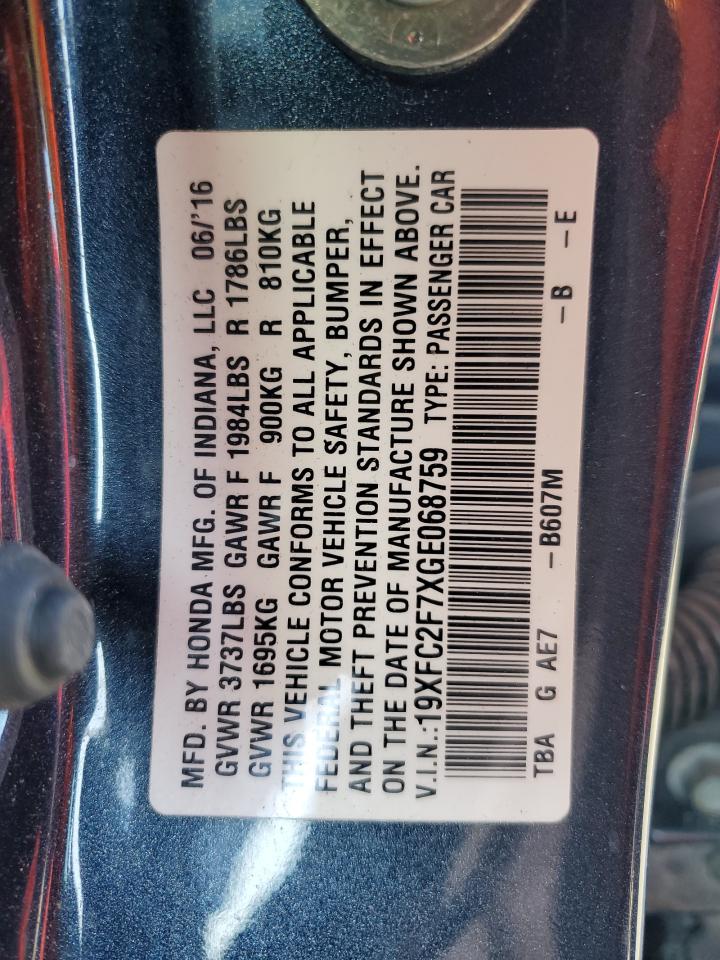 MFD. BY HONDA MFG. OF INDIANA, LLC 06/'16
GVWR 3737LBS GAWR F 1984LBS R 1786LBS
GVWR 1695KG GAWR F 900KG R 810KG
THIS VEHICLE CONFORMS TO ALL APPLICABLE
FEDERAL MOTOR VEHICLE SAFETY, BUMPER,
AND THEFT PREVENTION STANDARDS IN EFFECT
ON THE DATE OF MANUFACTURE SHOWN ABOVE.
V.I.N.:19XFC2F7XGE068759 TYPE: PASSENGER CAR
TBA G AE7 –B607M –B –E